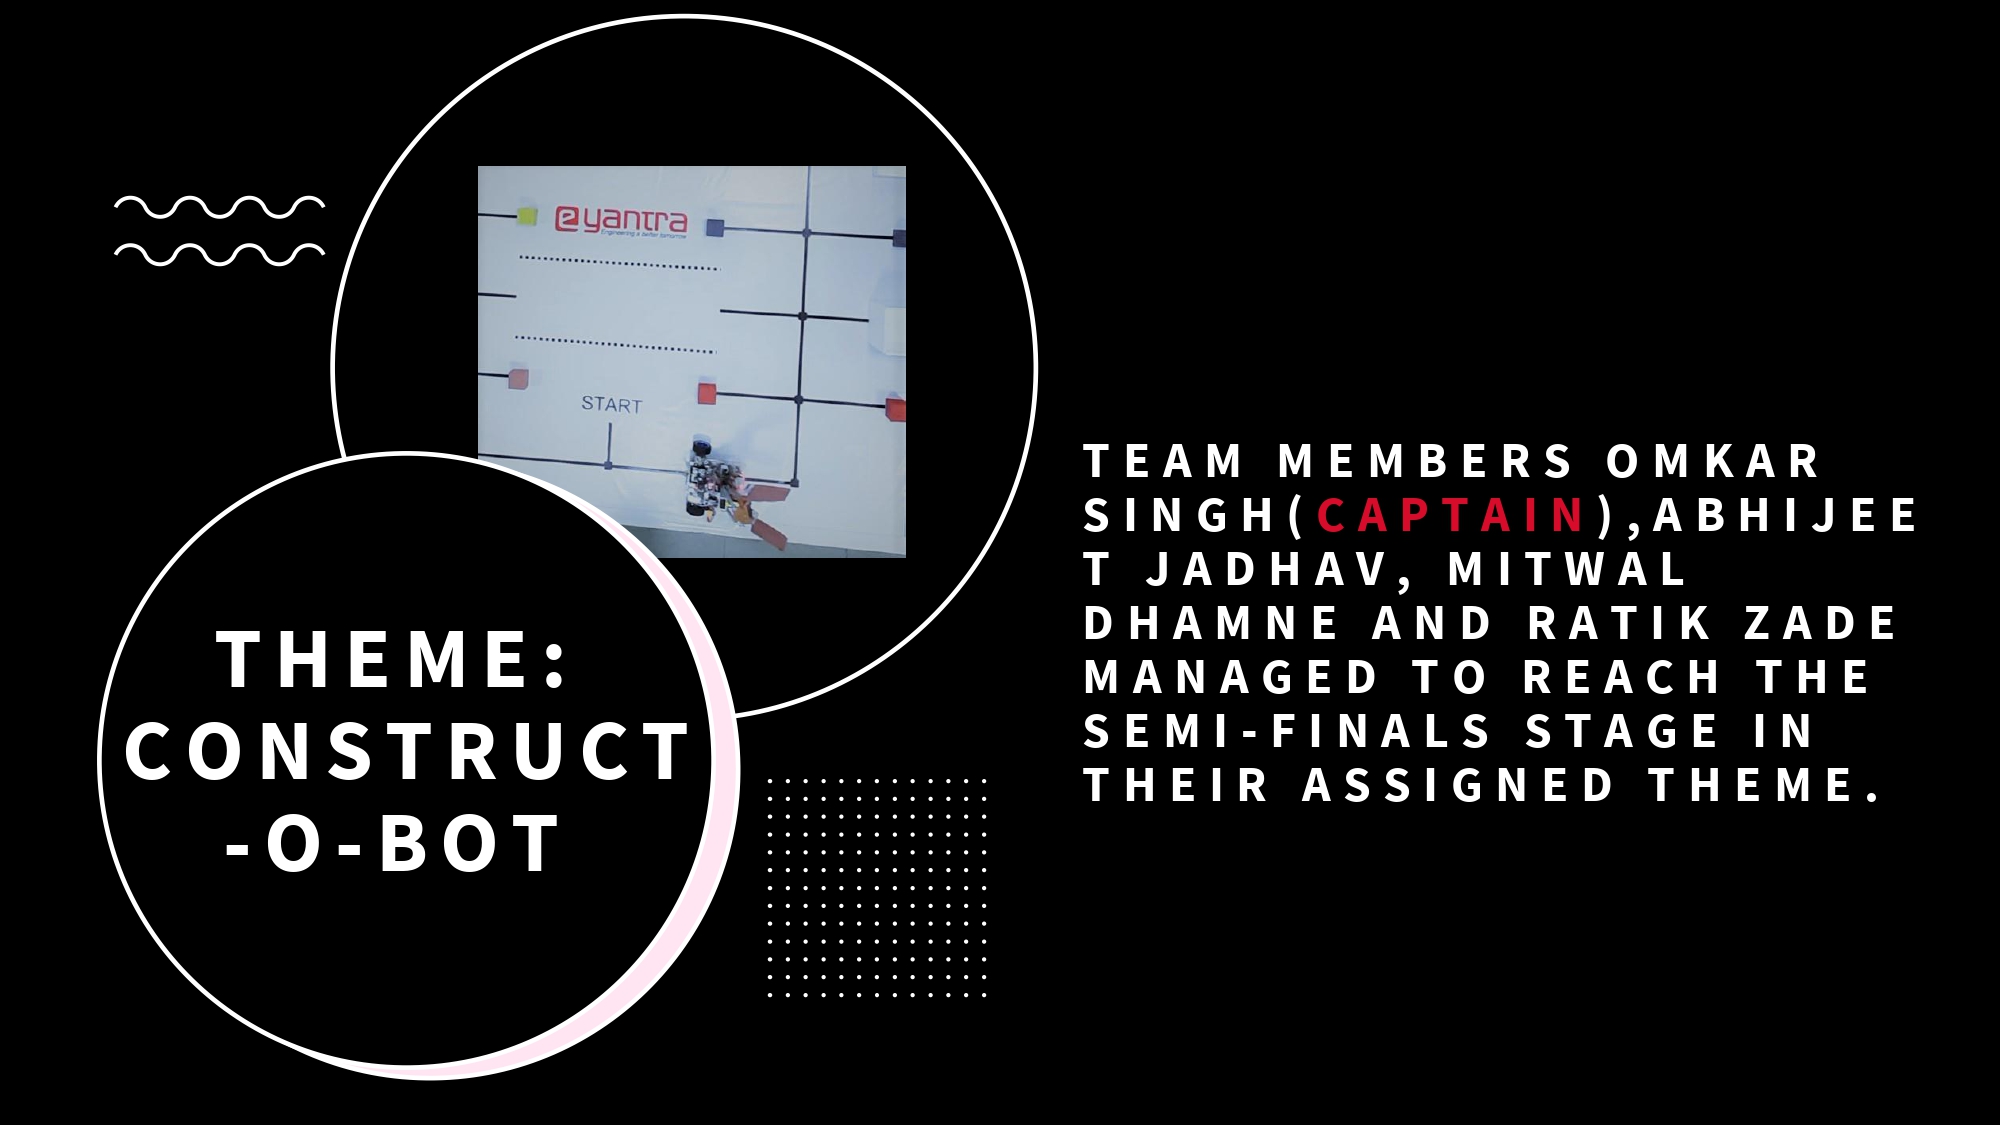 eyantra
Engineering a better tomorrow
START
THEME:
CONSTRUCT
-O-BOT
TEAM MEMBERS OMKAR
SINGH(CAPTAIN),ABHIJEE
T JADHAV, MITWAL
DHAMNE AND RATIK ZADE
MANAGED TO REACH THE
SEMI-FINALS STAGE IN
THEIR ASSIGNED THEME.